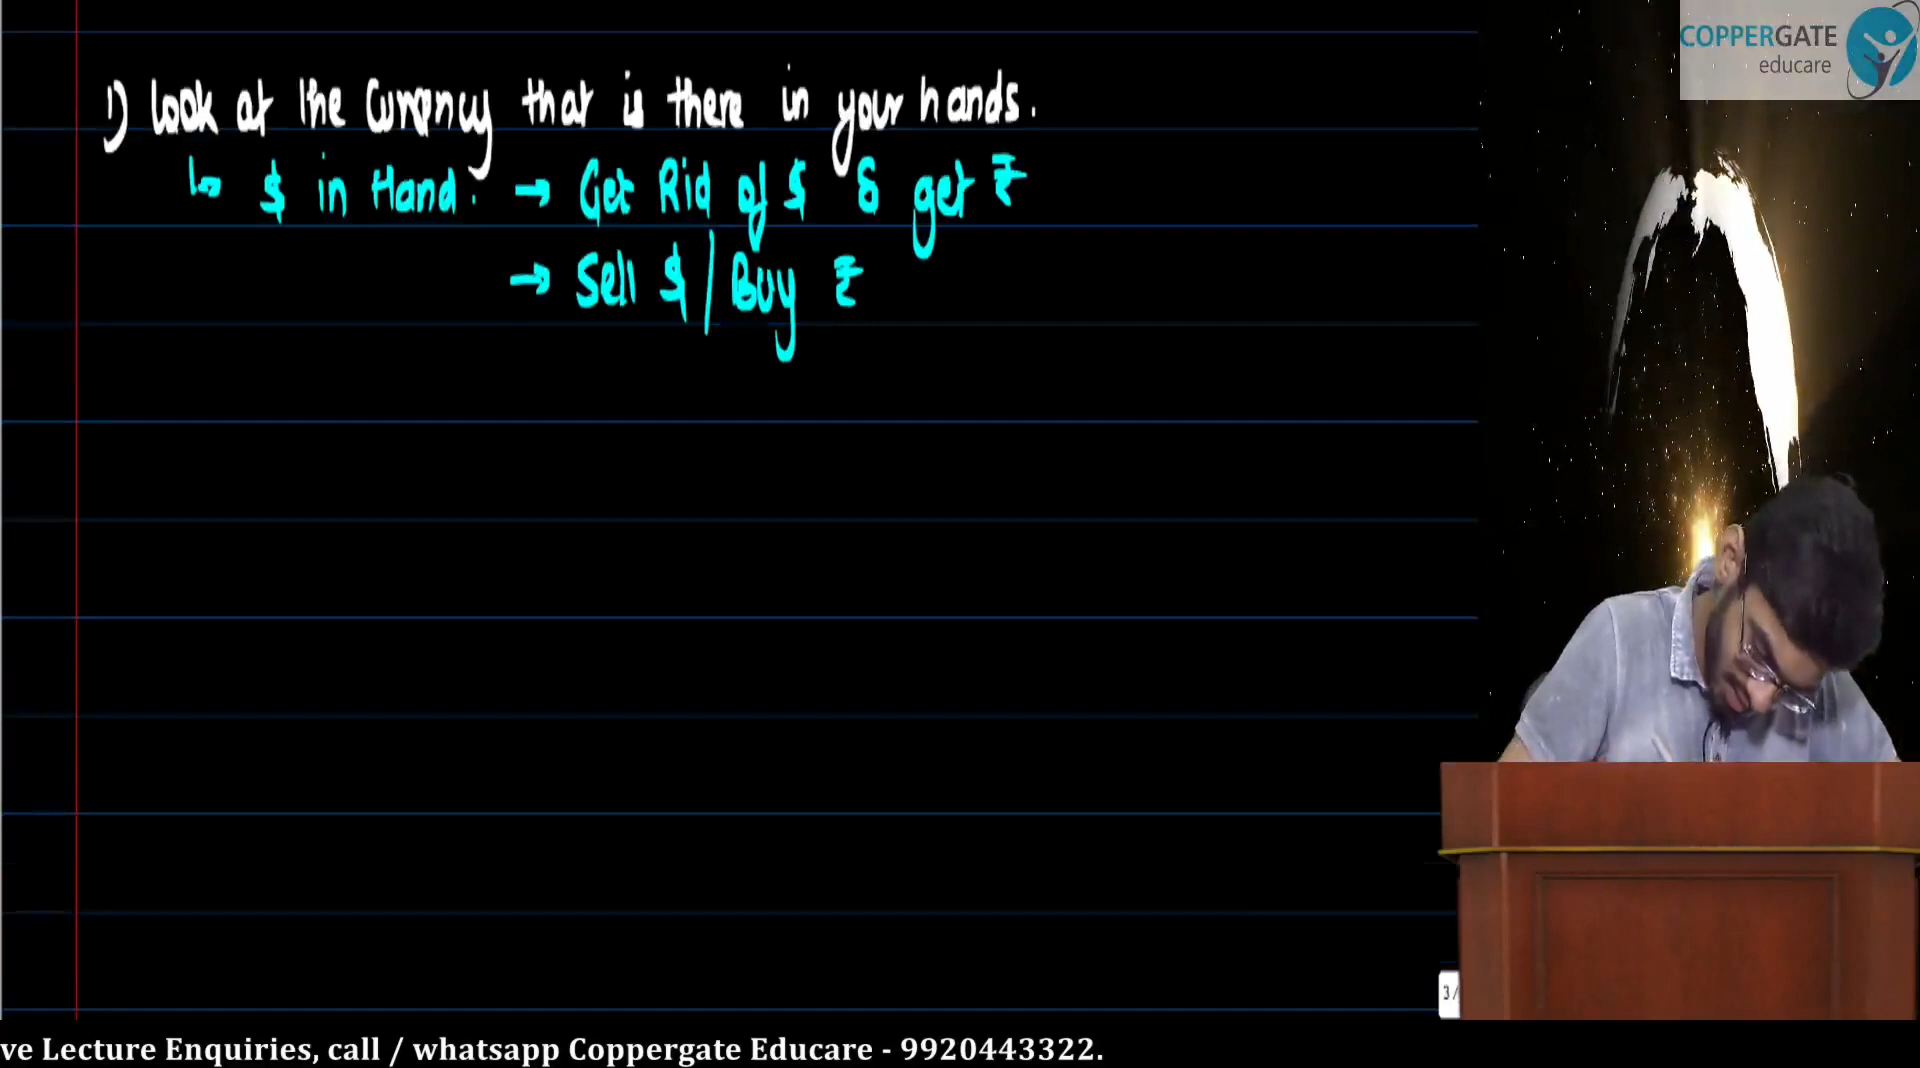 COPPERGATE
educare
1) Look at the Currency that is there in your hands.
↳ $ in Hand. → Get Rid of $ & get ₹
→ Sell $ / Buy ₹
3/
ve Lecture Enquiries, call / whatsapp Coppergate Educare - 9920443322.